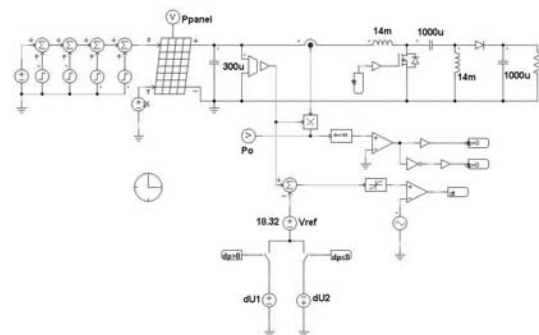 V
Ppanel
14m
1000u
300u
14m
1000u
V
Po
18.32
Vref
dp>0
dp<0
dU1
dU2